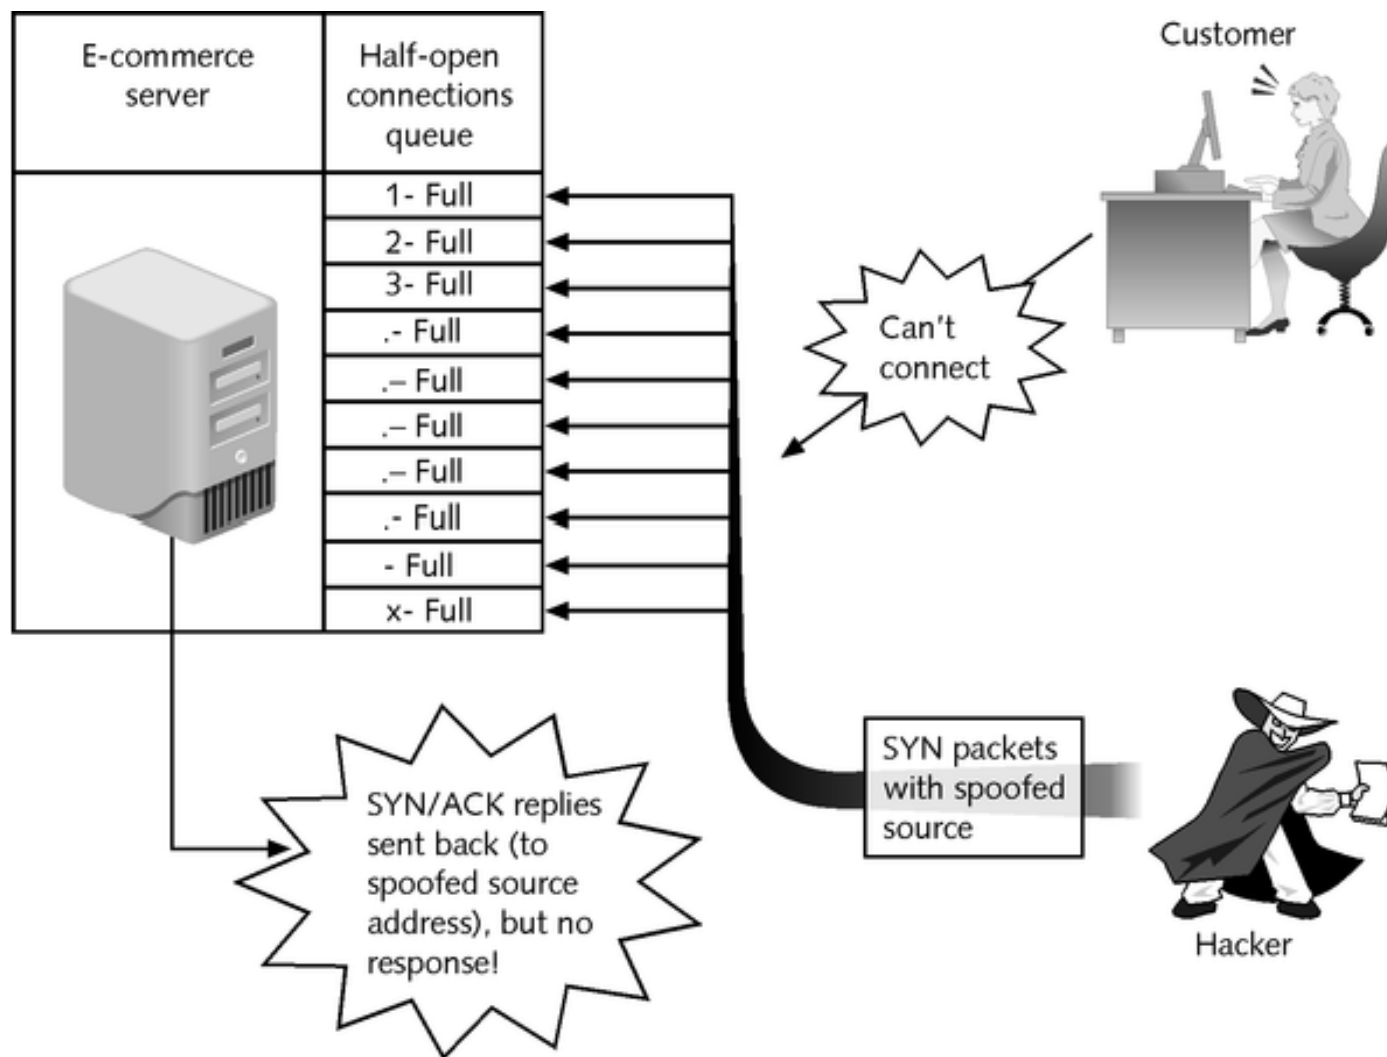 E-commerce
server
Half-open
connections
queue
1- Full
2- Full
3- Full
.- Full
.– Full
.– Full
.– Full
.- Full
- Full
x- Full
Customer
Can't
connect
SYN packets
with spoofed
source
Hacker
SYN/ACK replies
sent back (to
spoofed source
address), but no
response!